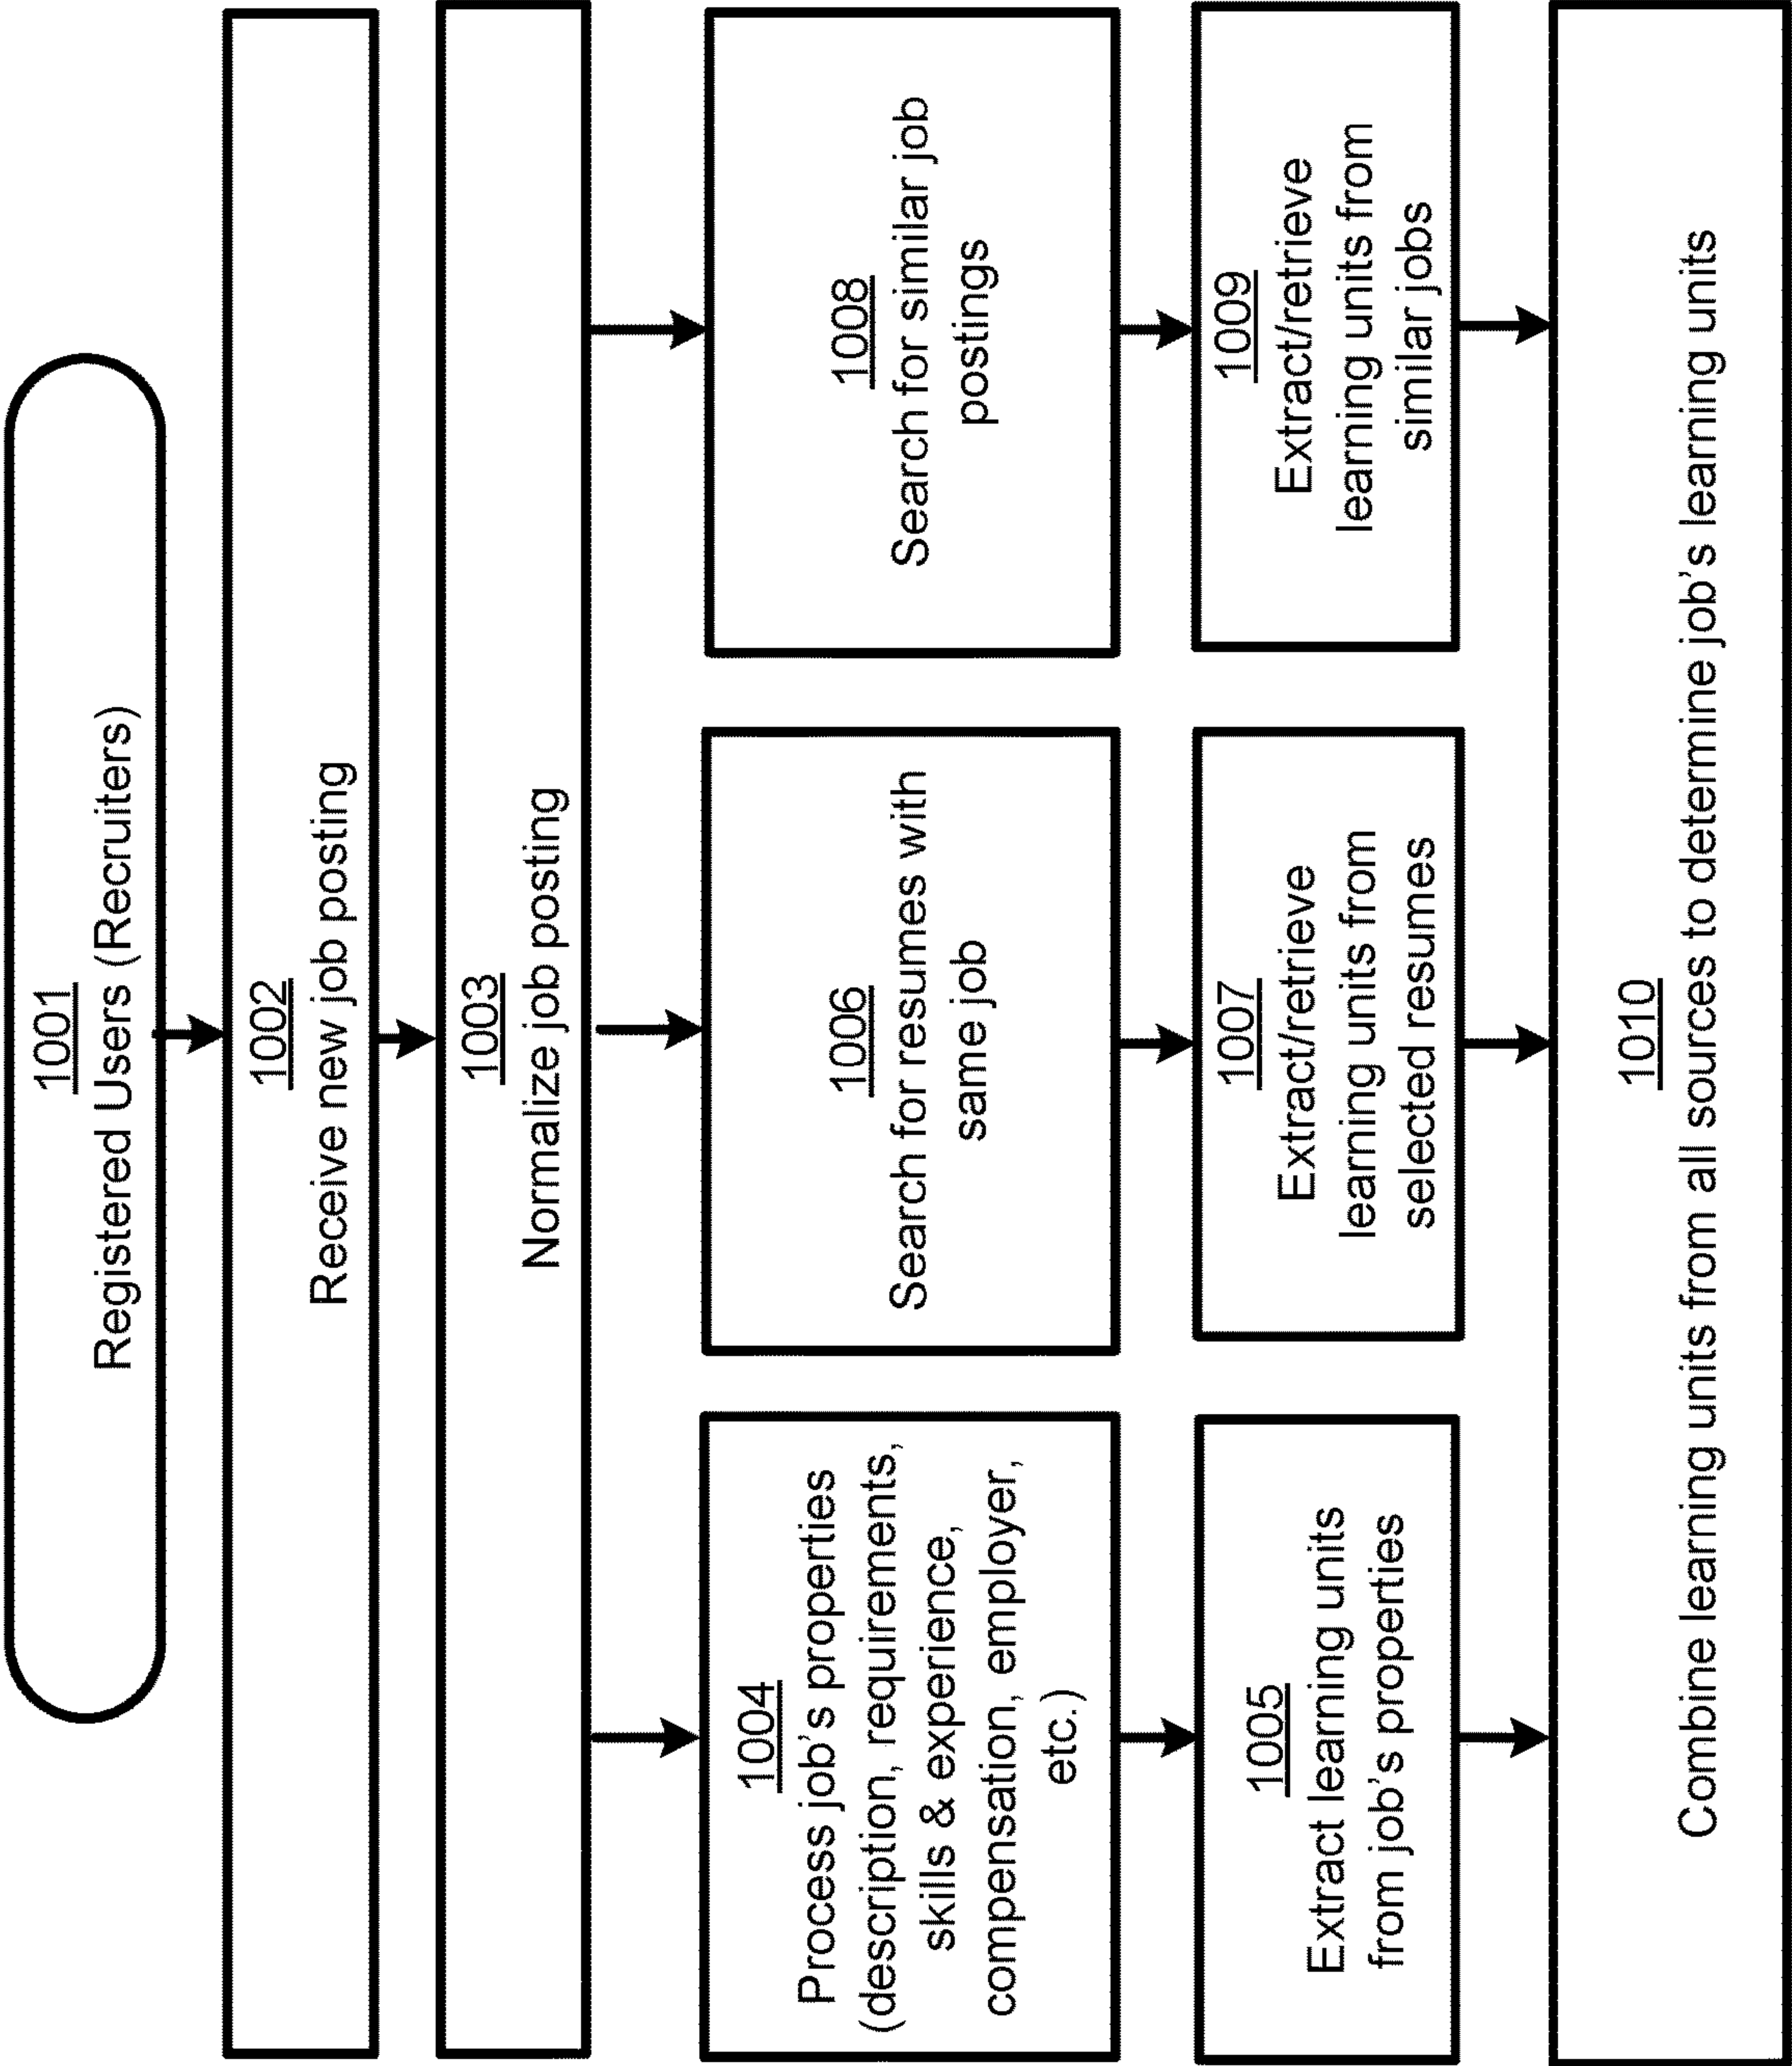 1001
Registered Users (Recruiters)
1002
Receive new job posting
1003
Normalize job posting
1004
Process job's properties
(description, requirements,
skills & experience,
compensation, employer,
etc.)
1005
Extract learning units
from job's properties
1006
Search for resumes with
same job
1007
Extract/retrieve
learning units from
selected resumes
1008
Search for similar job
postings
1009
Extract/retrieve
learning units from
similar jobs
1010
Combine learning units from all sources to determine job's learning units